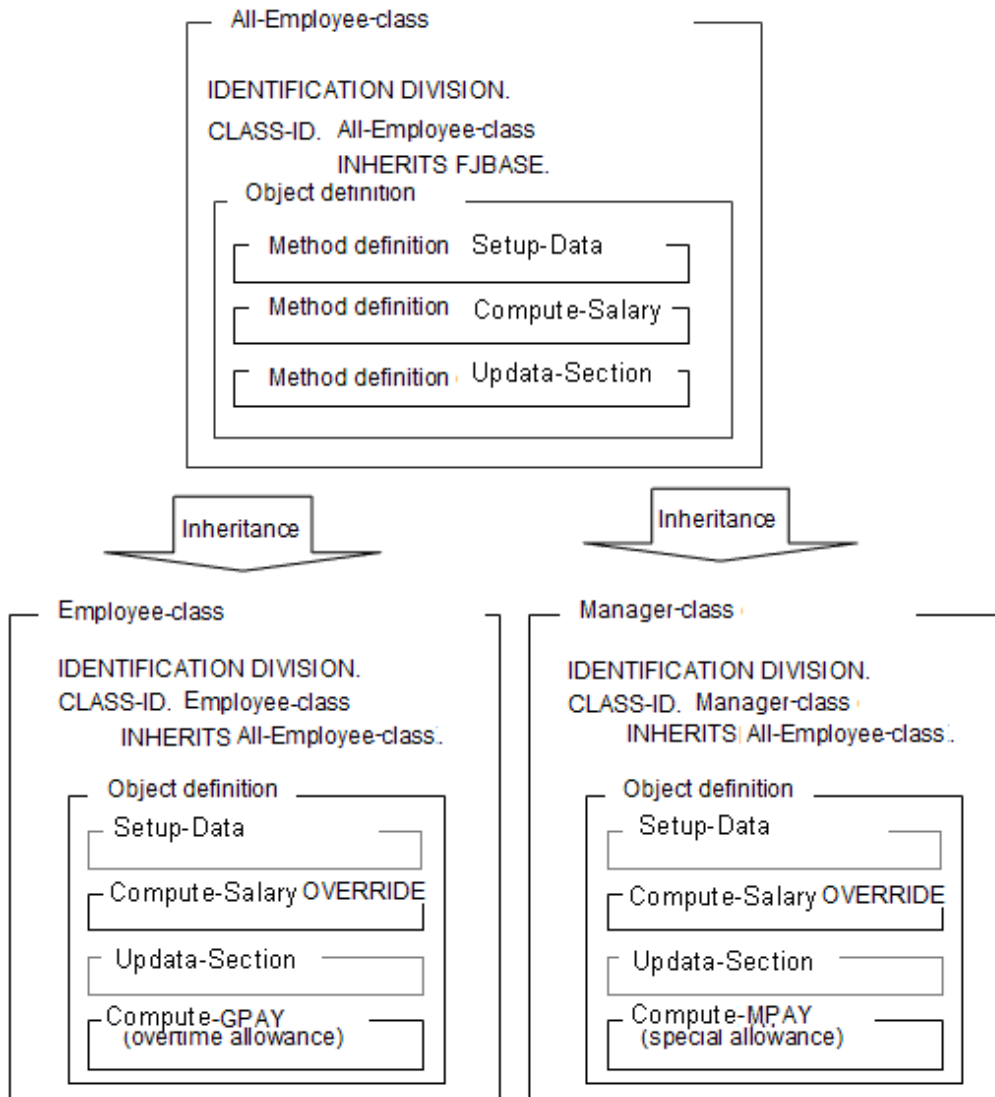 All-Employee-class
IDENTIFICATION DIVISION.
CLASS-ID. All-Employee-class
INHERITS FJBASE.
Object definition
Method definition Setup-Data
Method definition Compute-Salary
Method definition Updata-Section
Inheritance
Inheritance
Employee-class
IDENTIFICATION DIVISION.
CLASS-ID. Employee-class
INHERITS All-Employee-class.
Object definition
Setup-Data
Compute-Salary OVERRIDE
Updata-Section
Compute-GPAY
(overtime allowance)
Manager-class
IDENTIFICATION DIVISION.
CLASS-ID. Manager-class
INHERITS All-Employee-class.
Object definition
Setup-Data
Compute-Salary OVERRIDE
Updata-Section
Compute-MPAY
(special allowance)